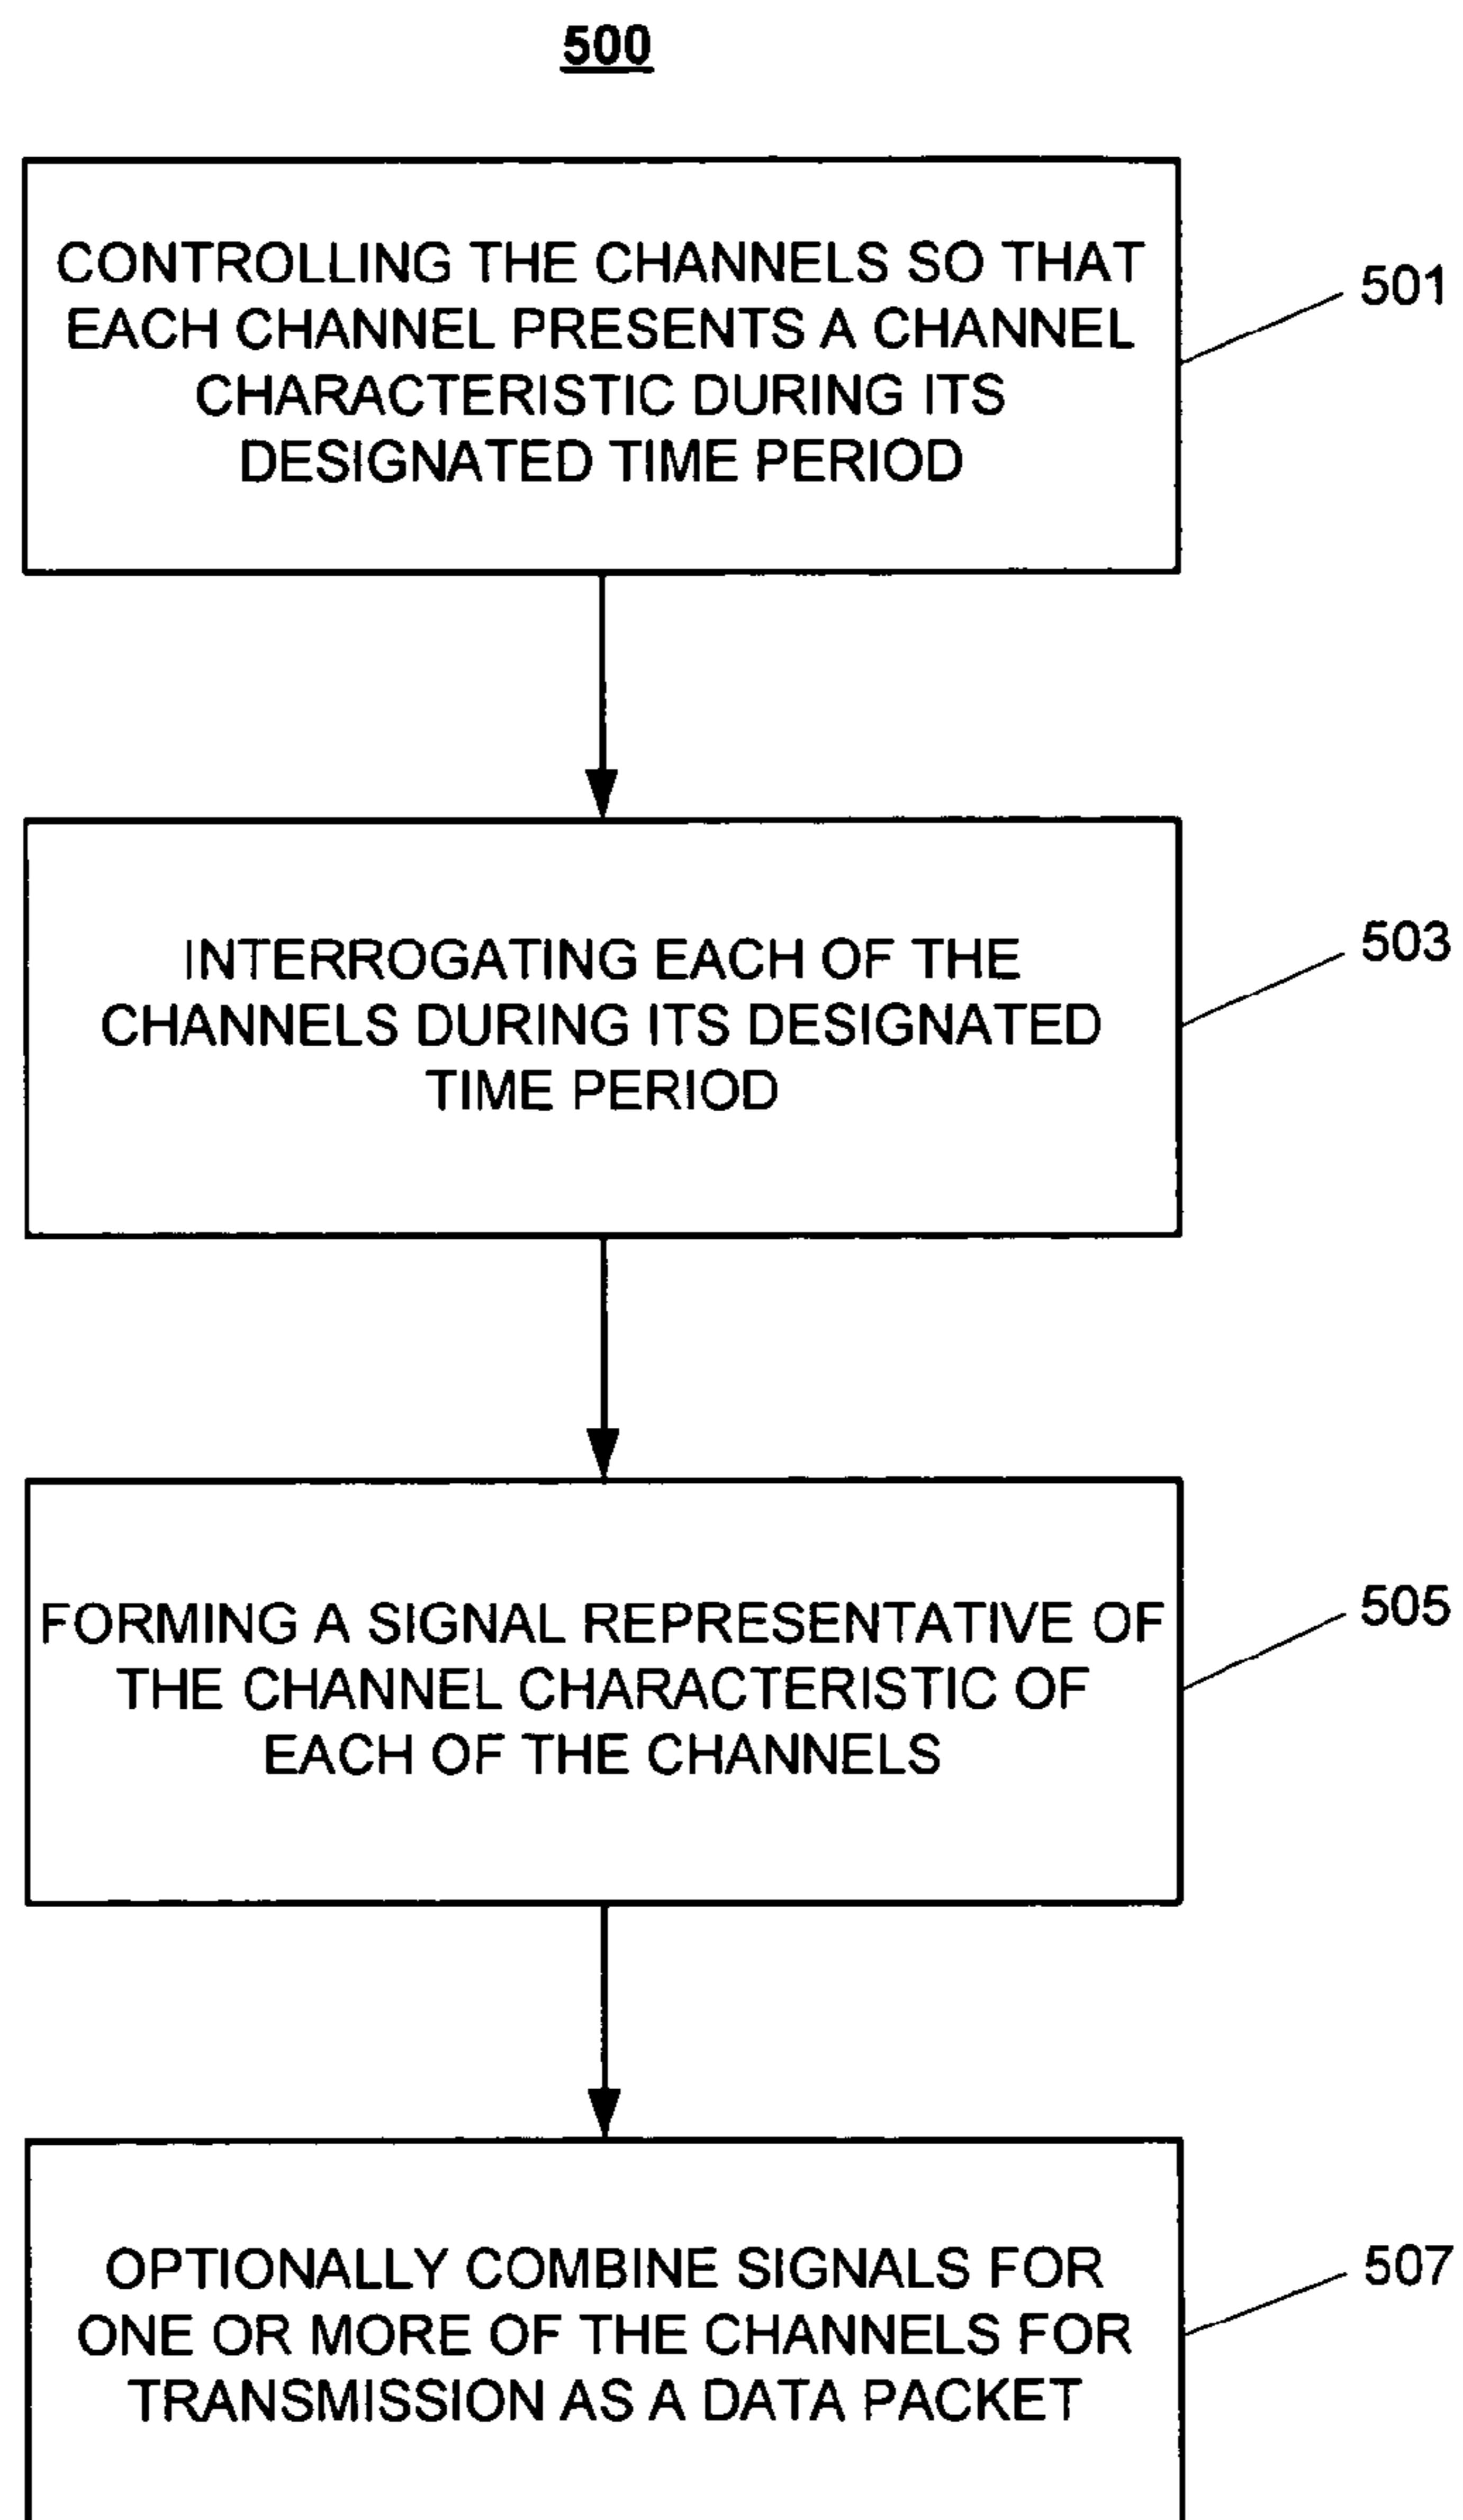 500
CONTROLLING THE CHANNELS SO THAT
EACH CHANNEL PRESENTS A CHANNEL
CHARACTERISTIC DURING ITS
DESIGNATED TIME PERIOD
501
INTERROGATING EACH OF THE
CHANNELS DURING ITS DESIGNATED
TIME PERIOD
503
FORMING A SIGNAL REPRESENTATIVE OF
THE CHANNEL CHARACTERISTIC OF
EACH OF THE CHANNELS
505
OPTIONALLY COMBINE SIGNALS FOR
ONE OR MORE OF THE CHANNELS FOR
TRANSMISSION AS A DATA PACKET
507